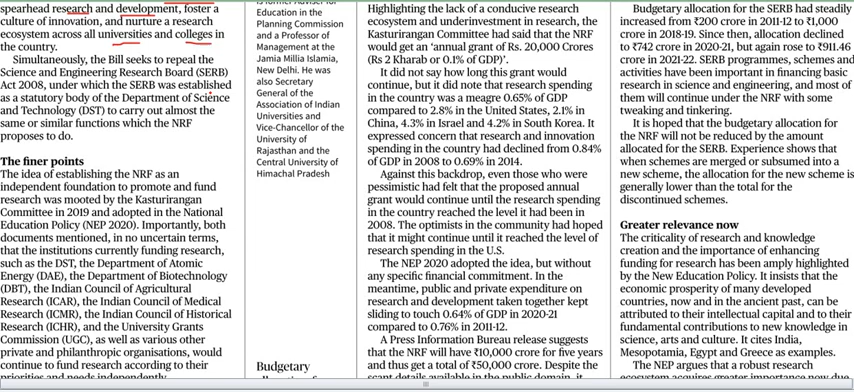 spearhead research and development, foster a
culture of innovation, and nurture a research
ecosystem across all universities and colleges in
the country.
Simultaneously, the Bill seeks to repeal the
Science and Engineering Research Board (SERB)
Act 2008, under which the SERB was established
as a statutory body of the Department of Science
and Technology (DST) to carry out almost the
same or similar functions which the NRF
proposes to do.
The finer points
The idea of establishing the NRF as an
independent foundation to promote and fund
research was mooted by the Kasturirangan
Committee in 2019 and adopted in the National
Education Policy (NEP 2020). Importantly, both
documents mentioned, in no uncertain terms,
that the institutions currently funding research,
such as the DST, the Department of Atomic
Energy (DAE), the Department of Biotechnology
(DBT), the Indian Council of Agricultural
Research (ICAR), the Indian Council of Medical
Research (ICMR), the Indian Council of Historical
Research (ICHR), and the University Grants
Commission (UGC), as well as various other
private and philanthropic organisations, would
continue to fund research according to their
priorities and needs independently
is former Adviser for
Education in the
Planning Commission
and a Professor of
Management at the
Jamia Millia Islamia,
New Delhi. He was
also Secretary
General of the
Association of Indian
Universities and
Vice-Chancellor of the
University of
Rajasthan and the
Central University of
Himachal Pradesh
Budgetary
Highlighting the lack of a conducive research
ecosystem and underinvestment in research, the
Kasturirangan Committee had said that the NRF
would get an ‘annual grant of Rs. 20,000 Crores
(Rs 2 Kharab or 0.1% of GDP)’.
It did not say how long this grant would
continue, but it did note that research spending
in the country was a meagre 0.65% of GDP
compared to 2.8% in the United States, 2.1% in
China, 4.3% in Israel and 4.2% in South Korea. It
expressed concern that research and innovation
spending in the country had declined from 0.84%
of GDP in 2008 to 0.69% in 2014.
Against this backdrop, even those who were
pessimistic had felt that the proposed annual
grant would continue until the research spending
in the country reached the level it had been in
2008. The optimists in the community had hoped
that it might continue until it reached the level of
research spending in the U.S.
The NEP 2020 adopted the idea, but without
any specific financial commitment. In the
meantime, public and private expenditure on
research and development taken together kept
sliding to touch 0.64% of GDP in 2020-21
compared to 0.76% in 2011-12.
A Press Information Bureau release suggests
that the NRF will have ₹10,000 crore for five years
and thus get a total of ₹50,000 crore. Despite the
scant details available in the public domain, it
Budgetary allocation for the SERB had steadily
increased from ₹200 crore in 2011-12 to ₹1,000
crore in 2018-19. Since then, allocation declined
to ₹742 crore in 2020-21, but again rose to ₹911.46
crore in 2021-22. SERB programmes, schemes and
activities have been important in financing basic
research in science and engineering, and most of
them will continue under the NRF with some
tweaking and tinkering.
It is hoped that the budgetary allocation for
the NRF will not be reduced by the amount
allocated for the SERB. Experience shows that
when schemes are merged or subsumed into a
new scheme, the allocation for the new scheme is
generally lower than the total for the
discontinued schemes.
Greater relevance now
The criticality of research and knowledge
creation and the importance of enhancing
funding for research has been amply highlighted
by the New Education Policy. It insists that the
economic prosperity of many developed
countries, now and in the ancient past, can be
attributed to their intellectual capital and to their
fundamental contributions to new knowledge in
science, arts and culture. It cites India,
Mesopotamia, Egypt and Greece as examples.
The NEP argues that a robust research
ecosystem acquires greater importance now due